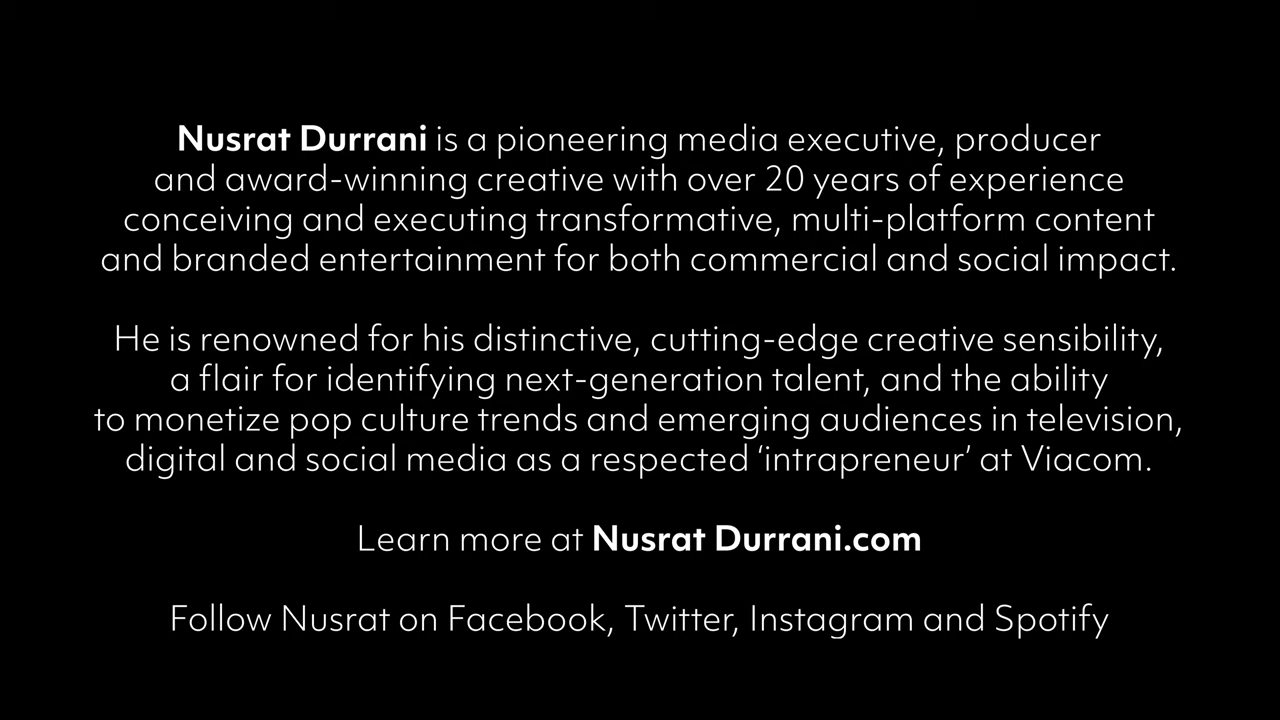 Nusrat Durrani is a pioneering media executive, producer
and award-winning creative with over 20 years of experience
conceiving and executing transformative, multi-platform content
and branded entertainment for both commercial and social impact.
He is renowned for his distinctive, cutting-edge creative sensibility,
a flair for identifying next-generation talent, and the ability
to monetize pop culture trends and emerging audiences in television,
digital and social media as a respected ‘intrapreneur’ at Viacom.
Learn more at Nusrat Durrani.com
Follow Nusrat on Facebook, Twitter, Instagram and Spotify